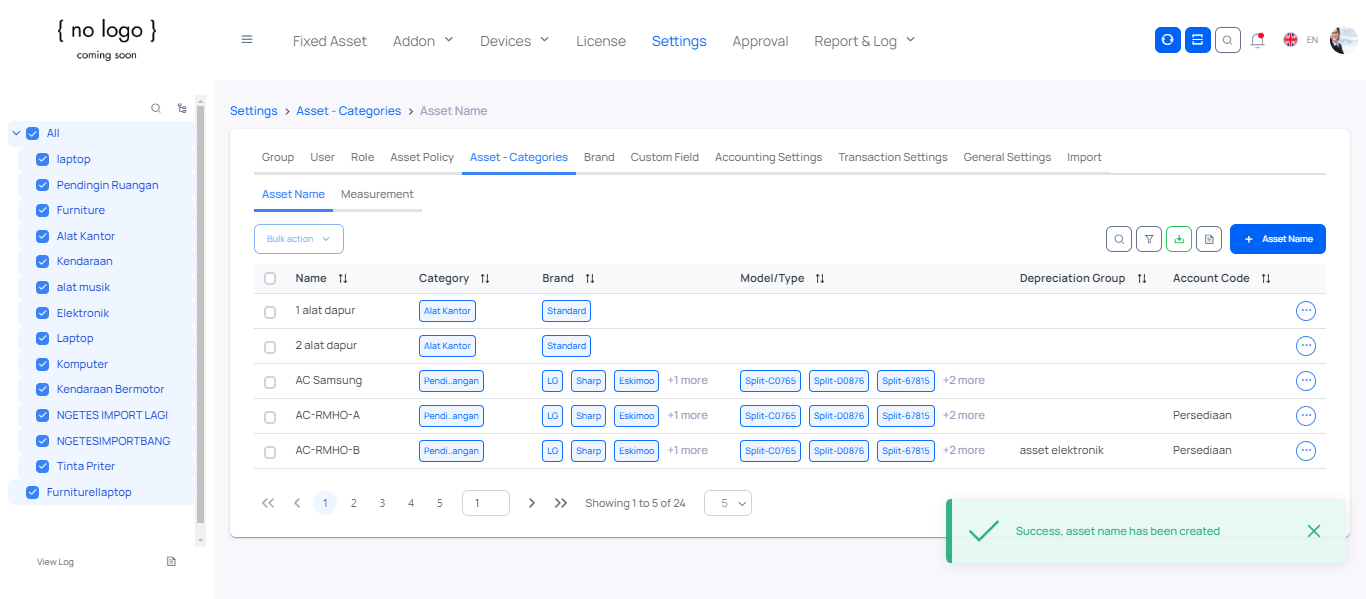 { no logo }
coming soon
Fixed Asset Addon Devices License Settings Approval Report & Log EN
All
laptop
Pendingin Ruangan
Furniture
Alat Kantor
Kendaraan
alat musik
Elektronik
Laptop
Komputer
Kendaraan Bermotor
NGETES IMPORT LAGI
NGETESIMPORTBANG
Tinta Priter
Furniturellaptop
View Log
Settings > Asset - Categories > Asset Name
Group User Role Asset Policy Asset - Categories Brand Custom Field Accounting Settings Transaction Settings General Settings Import
Asset Name Measurement
Bulk action + Asset Name
Name Category Brand Model/Type Depreciation Group Account Code
1 alat dapur Alat Kantor Standard
2 alat dapur Alat Kantor Standard
AC Samsung Pendi...angan LG Sharp Eskimoo +1 more Split-C0765 Split-D0876 Split-67815 +2 more
AC-RMHO-A Pendi...angan LG Sharp Eskimoo +1 more Split-C0765 Split-D0876 Split-67815 +2 more Persediaan
AC-RMHO-B Pendi...angan LG Sharp Eskimoo +1 more Split-C0765 Split-D0876 Split-67815 +2 more asset elektronik Persediaan
1 2 3 4 5 1 Showing 1 to 5 of 24 5
Success, asset name has been created